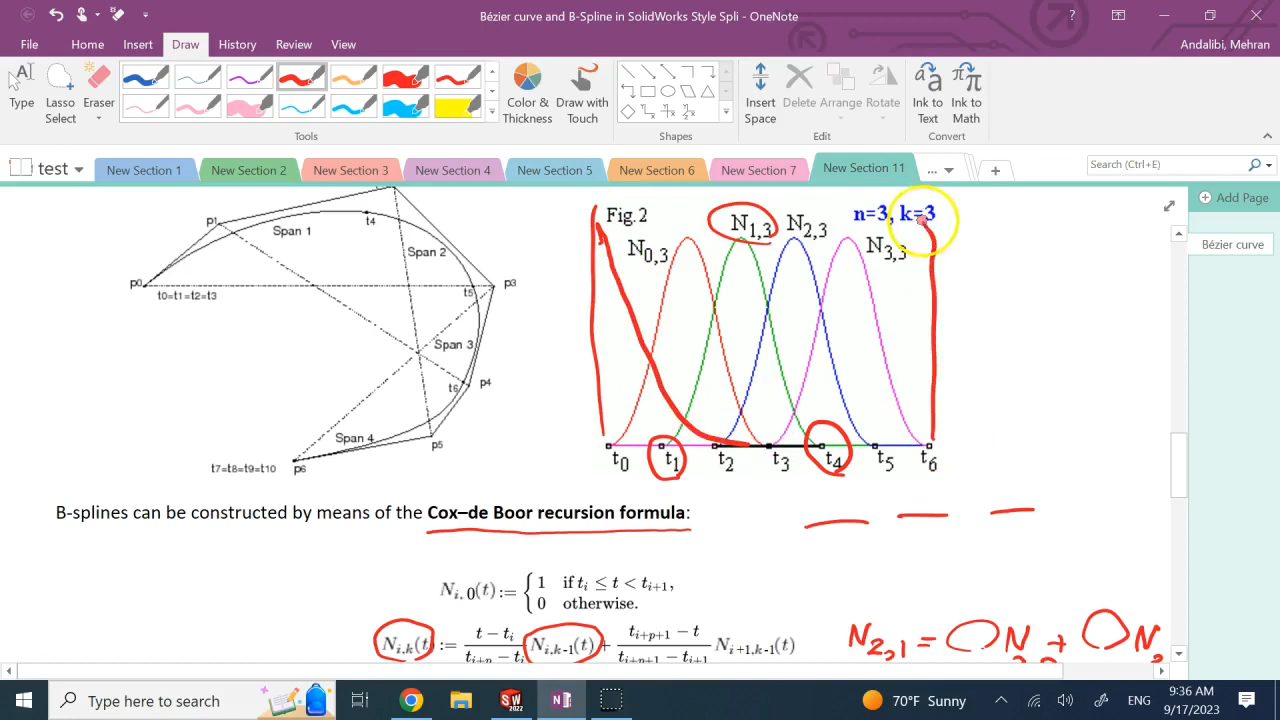 Bézier curve and B-Spline in SolidWorks Style Spli - OneNote
File Home Insert Draw History Review View
Andalibi, Mehran
Type
Lasso Select
Eraser
Color & Thickness
Draw with Touch
Insert Space
Delete
Arrange
Rotate
Ink to Text
Ink to Math
Tools
Shapes
Edit
Convert
test
New Section 1
New Section 2
New Section 3
New Section 4
New Section 5
New Section 6
New Section 7
New Section 11
...
Search (Ctrl+E)
Add Page
Bézier curve
p1
t4
Span 1
Span 2
p0
t0=t1=t2=t3
t5
p3
Span 3
t6
p4
Span 4
p5
p6
t7=t8=t9=t10
Fig.2
n=3, k=3
N1,3
N2,3
N0,3
N3,3
t0 t1 t2 t3 t4 t5 t6
B-splines can be constructed by means of the Cox–de Boor recursion formula:
Ni,0(t) := { 1 if ti ≤ t < ti+1,
0 otherwise.
Ni,k(t) := (t − ti)/(ti+p − ti) Ni,k-1(t) + (ti+p+1 − t)/(ti+p+1 − ti+1) Ni+1,k-1(t)
N2,1 = N + N
Type here to search
70°F Sunny
ENG
9:36 AM
9/17/2023